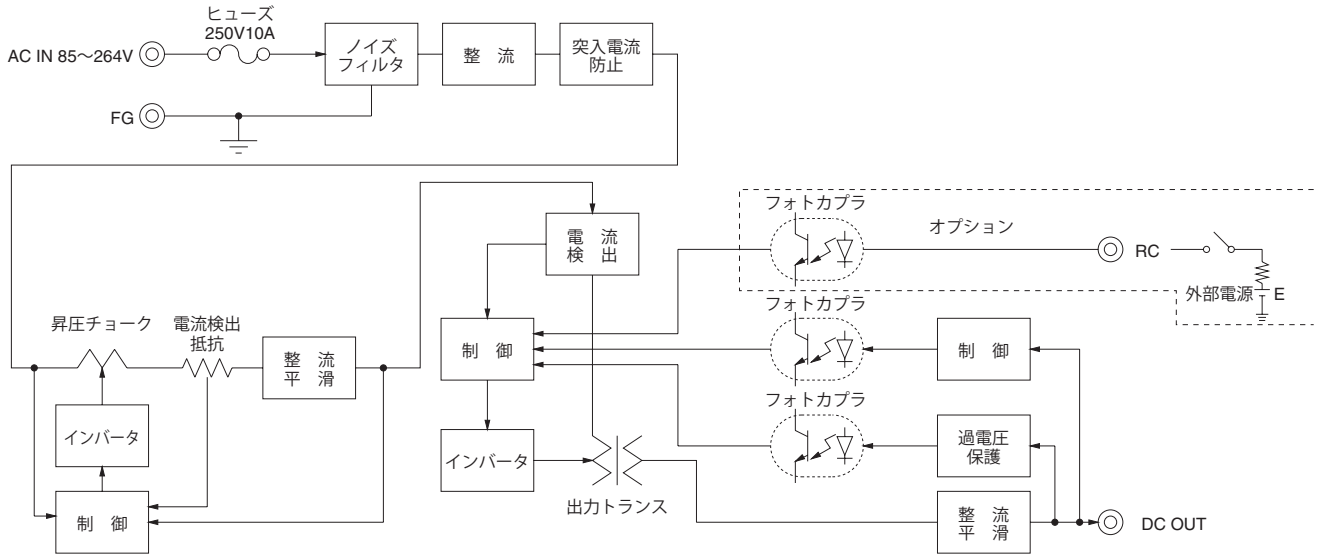 ヒューズ
250V10A
AC IN 85～264V
ノイズ
フィルタ
整 流
突入電流
防止
FG
フォトカプラ
オプション
RC
電 流
検 出
外部電源
E
昇圧チョーク
電流検出
抵抗
整 流
平 滑
制 御
フォトカプラ
制 御
フォトカプラ
インバータ
インバータ
過電圧
保護
出力トランス
制 御
整 流
平 滑
DC OUT